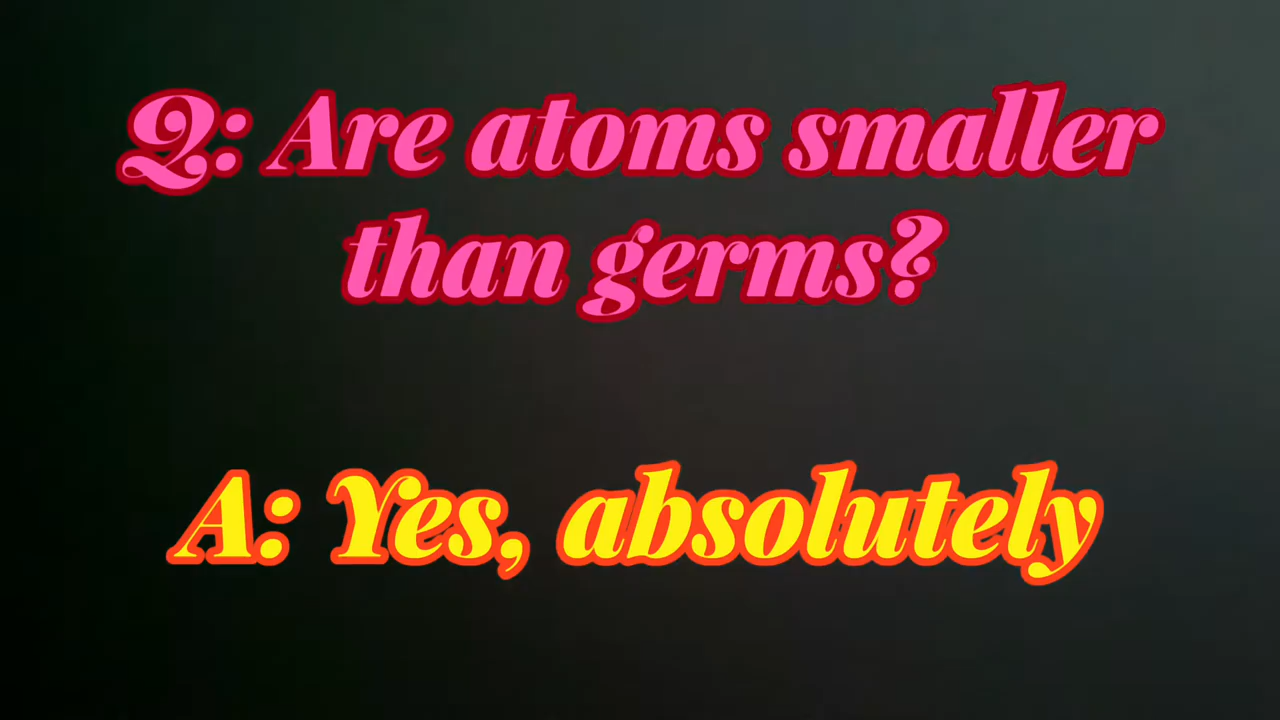 Q: Are atoms smaller
than germs?
A: Yes, absolutely